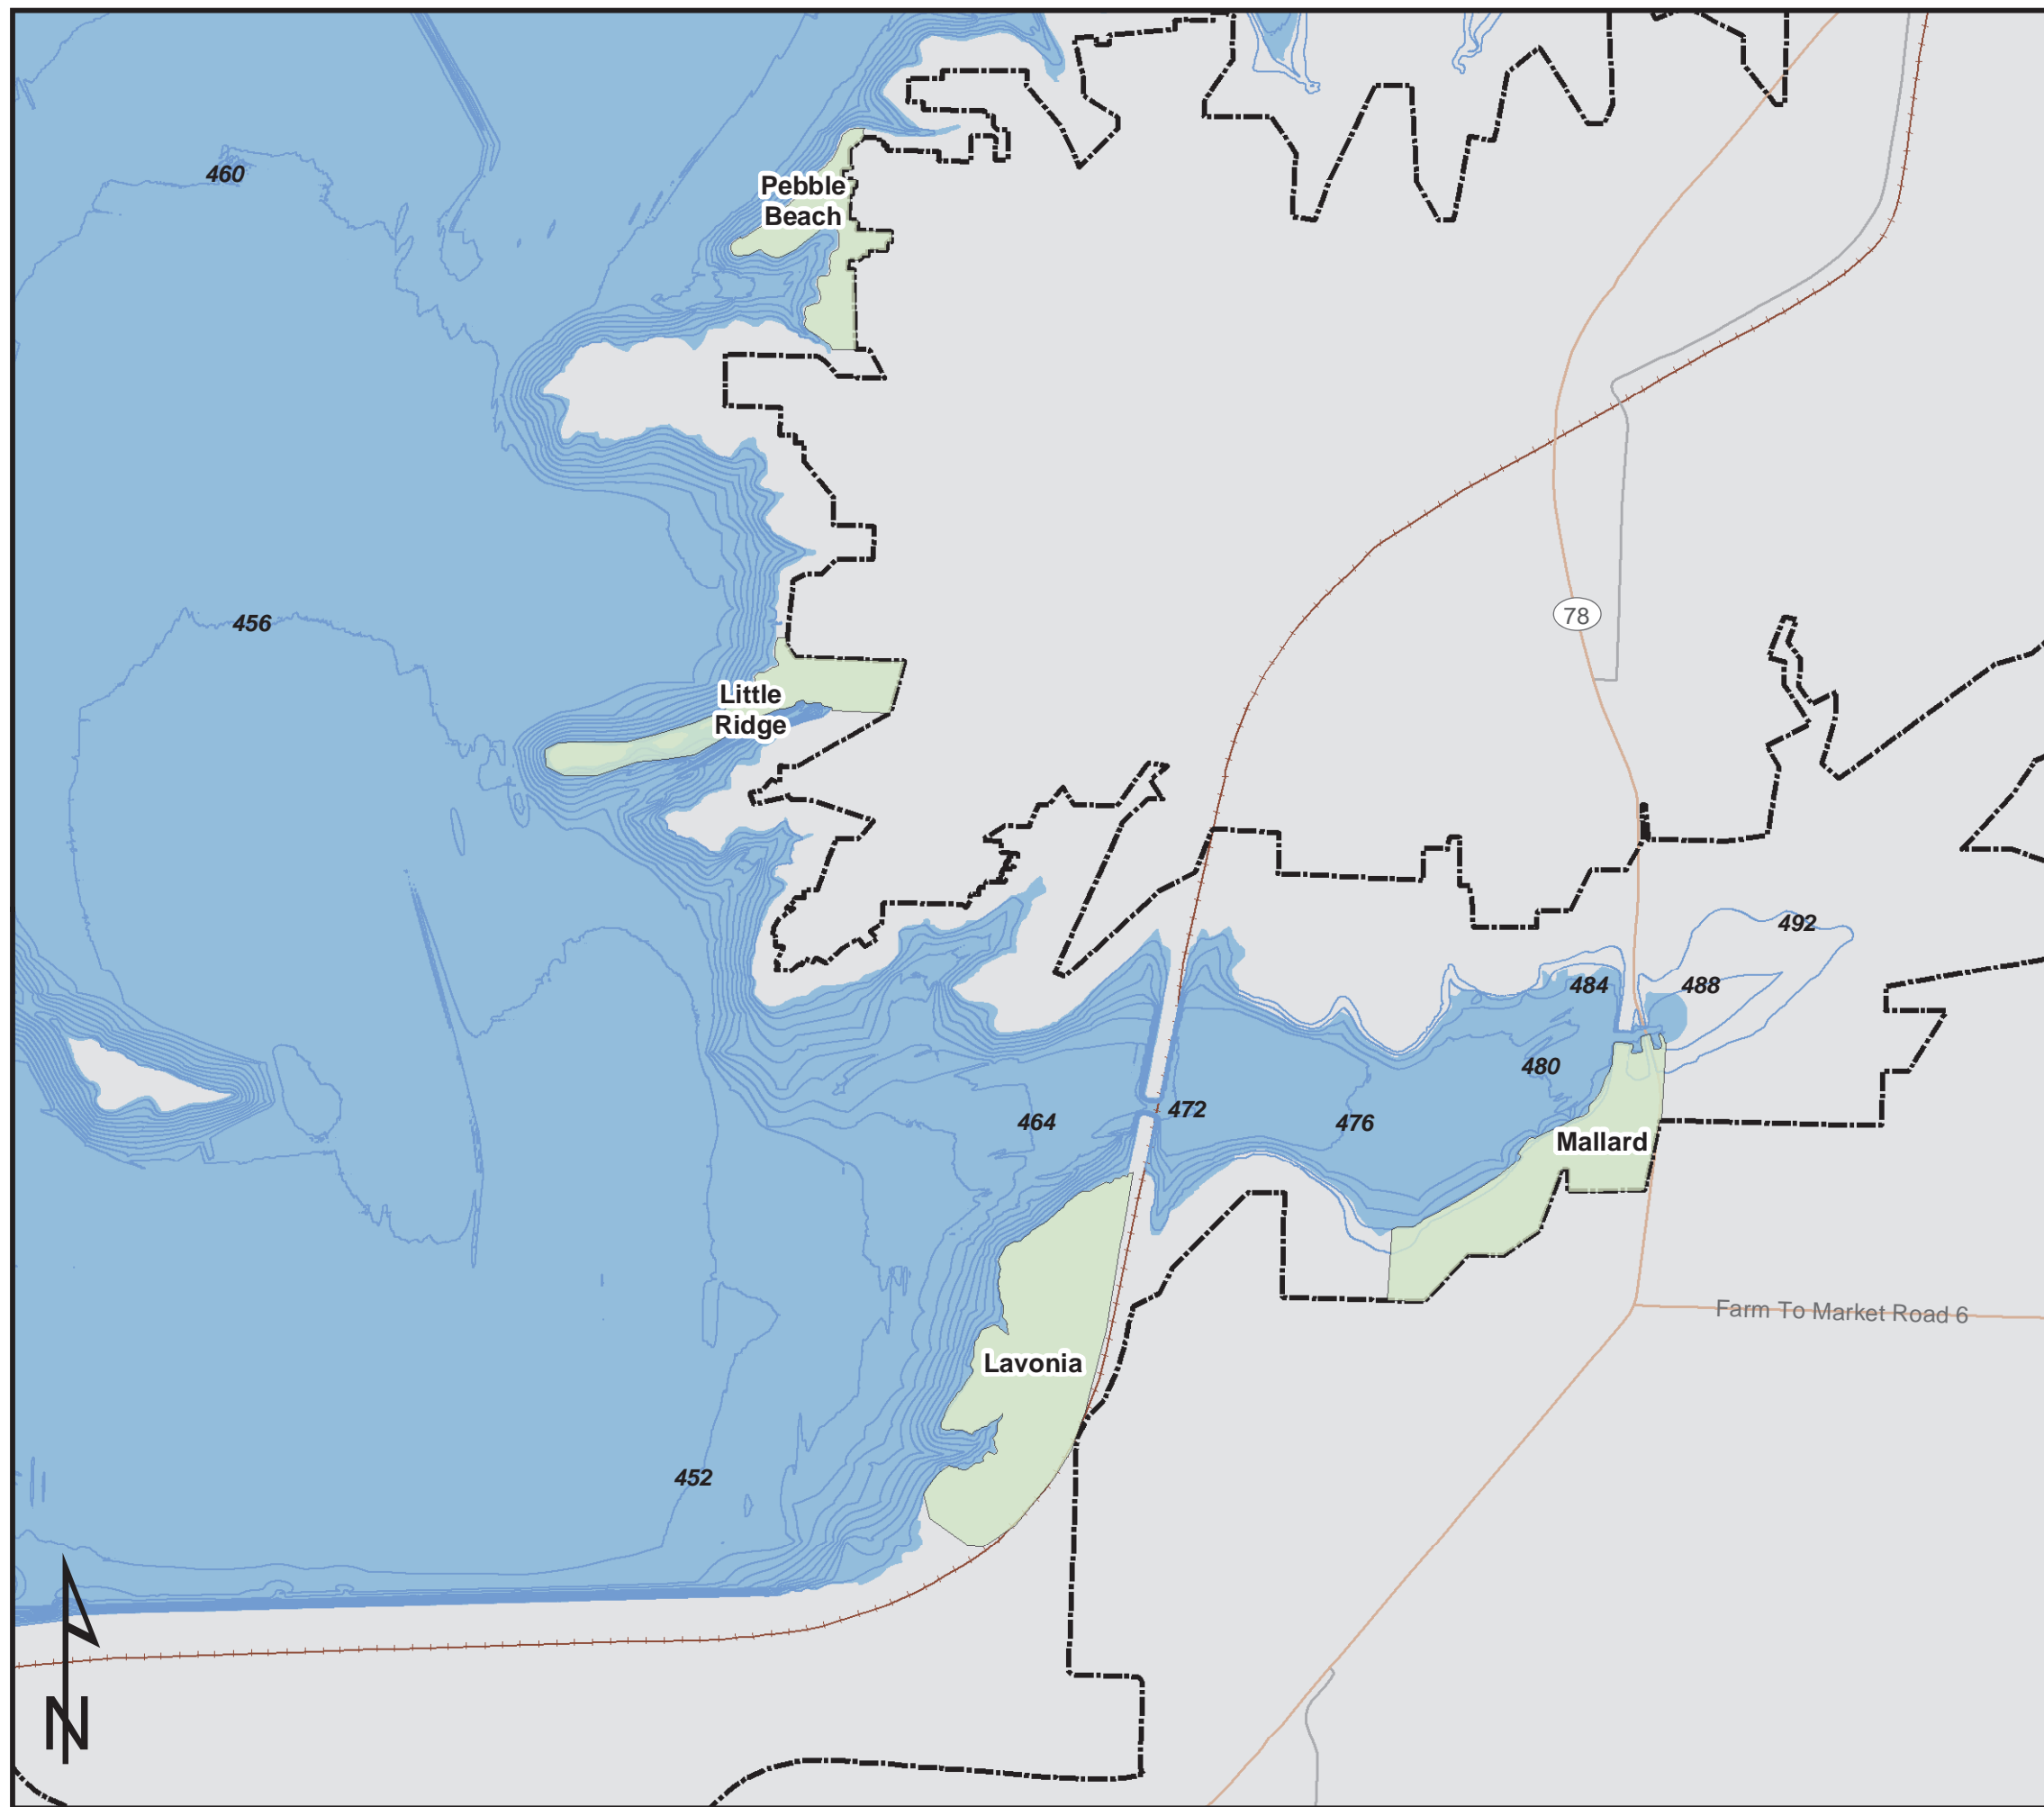 460
Pebble
Beach
78
456
Little
Ridge
492
484
488
480
464
472
476
Mallard
Farm To Market Road 6
Lavonia
452
N